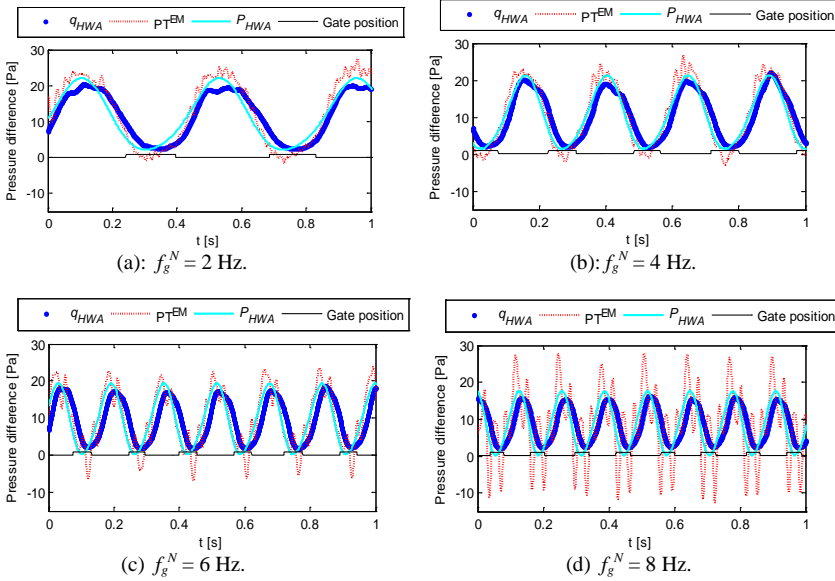 q_HWA PT^EM P_HWA Gate position
(a)
30
20
10
0
-10
Pressure difference [Pa]
0 0.2 0.4 0.6 0.8 1
t [s]
(a): f_g^N = 2 Hz.
q_HWA PT^EM P_HWA Gate position
(b)
30
20
10
0
-10
Pressure difference [Pa]
0 0.2 0.4 0.6 0.8 1
t [s]
(b): f_g^N = 4 Hz.
q_HWA PT^EM P_HWA Gate position
30
20
10
0
-10
Pressure difference [Pa]
0 0.2 0.4 0.6 0.8 1
t [s]
(c) f_g^N = 6 Hz.
q_HWA PT^EM P_HWA Gate position
30
20
10
0
-10
Pressure difference [Pa]
0 0.2 0.4 0.6 0.8 1
t [s]
(d) f_g^N = 8 Hz.